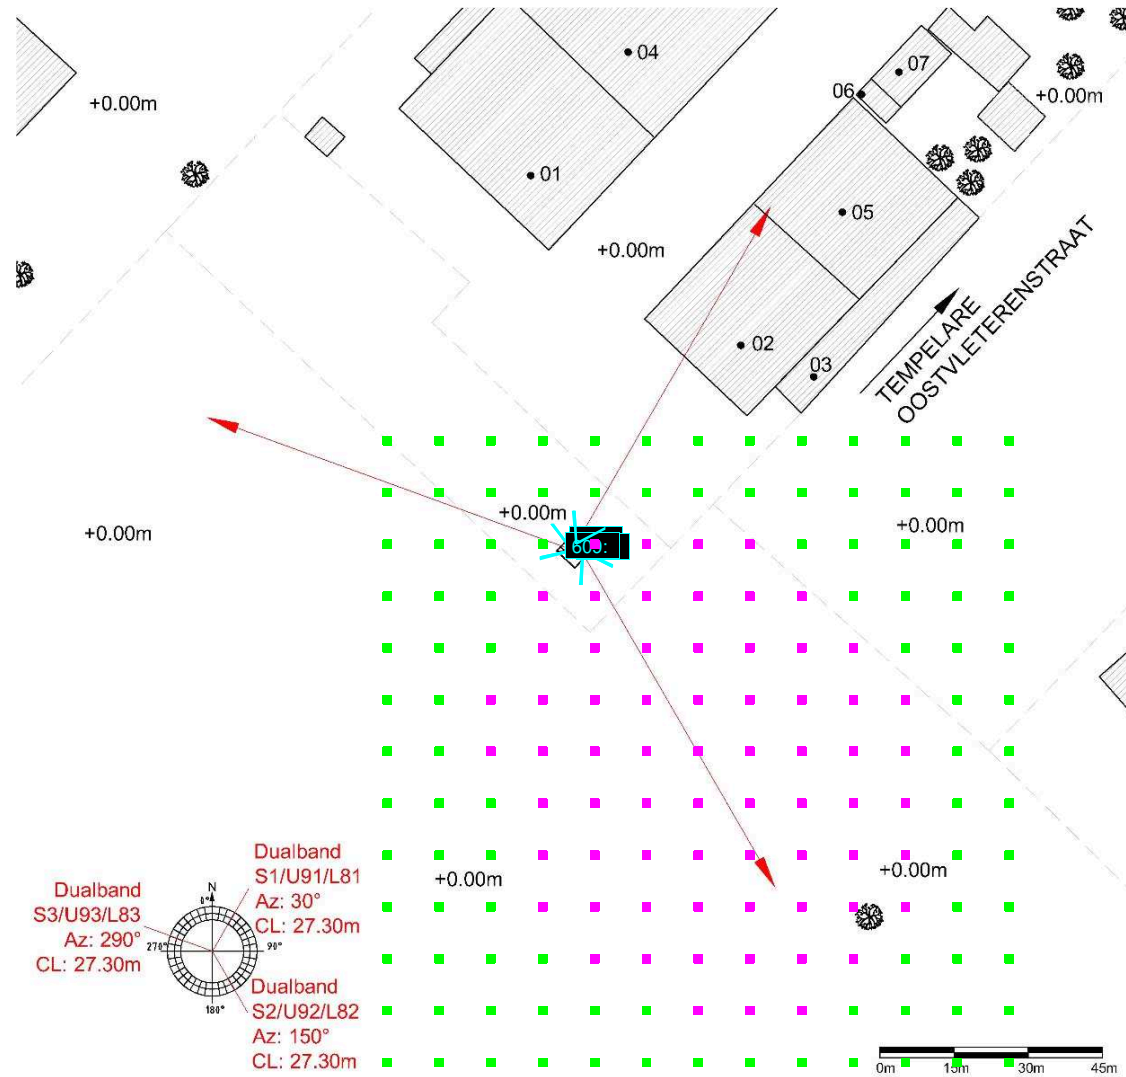 04
07
+0.00m
06
+0.00m
01
05
+0.00m
TEMPELARE
OOSTVLETERENSTRAAT
02
03
+0.00m
+0.00m
+0.00m
+0.00m
+0.00m
Dualband
S1/U91/L81
Az: 30°
CL: 27.30m
Dualband
S3/U93/L83
Az: 290°
CL: 27.30m
N
0°
270°
90°
180°
Dualband
S2/U92/L82
Az: 150°
CL: 27.30m
0m 15m 30m 45m